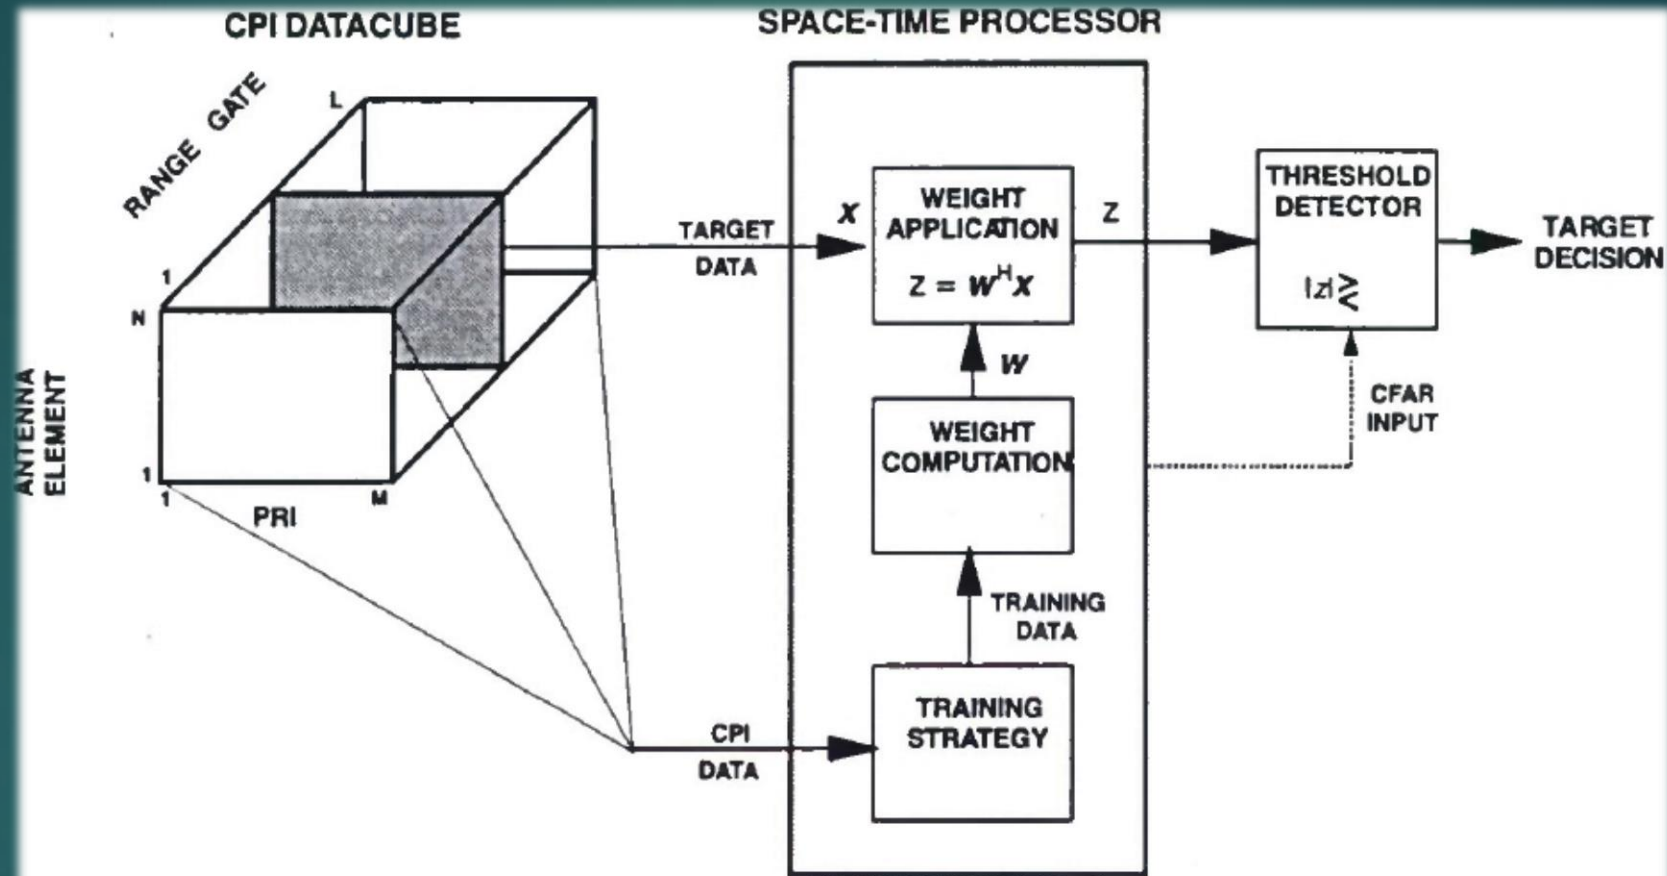 CPI DATACUBE
SPACE-TIME PROCESSOR
RANGE GATE
L
1
N
ANTENNA
ELEMENT
1
1
PRI
M
TARGET
DATA
X
WEIGHT
APPLICATION
Z = W^H X
Z
THRESHOLD
DETECTOR
|z| ≷
TARGET
DECISION
W
CFAR
INPUT
WEIGHT
COMPUTATION
TRAINING
DATA
TRAINING
STRATEGY
CPI
DATA